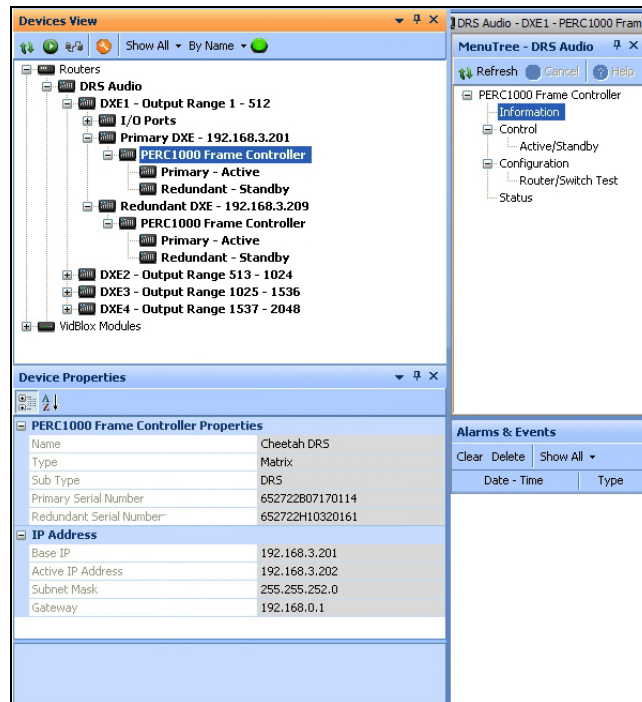 Devices View
Show All
By Name
Routers
DRS Audio
DXE1 - Output Range 1 - 512
I/O Ports
Primary DXE - 192.168.3.201
PERC1000 Frame Controller
Primary - Active
Redundant - Standby
Redundant DXE - 192.168.3.209
PERC1000 Frame Controller
Primary - Active
Redundant - Standby
DXE2 - Output Range 513 - 1024
DXE3 - Output Range 1025 - 1536
DXE4 - Output Range 1537 - 2048
VidBlox Modules
Device Properties
PERC1000 Frame Controller Properties
Name Cheetah DRS
Type Matrix
Sub Type DRS
Primary Serial Number 652722B07170114
Redundant Serial Number 652722H10320161
IP Address
Base IP 192.168.3.201
Active IP Address 192.168.3.202
Subnet Mask 255.255.252.0
Gateway 192.168.0.1
DRS Audio - DXE1 - PERC1000 Fram
MenuTree - DRS Audio
Refresh Cancel Help
PERC1000 Frame Controller
Information
Control
Active/Standby
Configuration
Router/Switch Test
Status
Alarms & Events
Clear Delete Show All
Date - Time Type